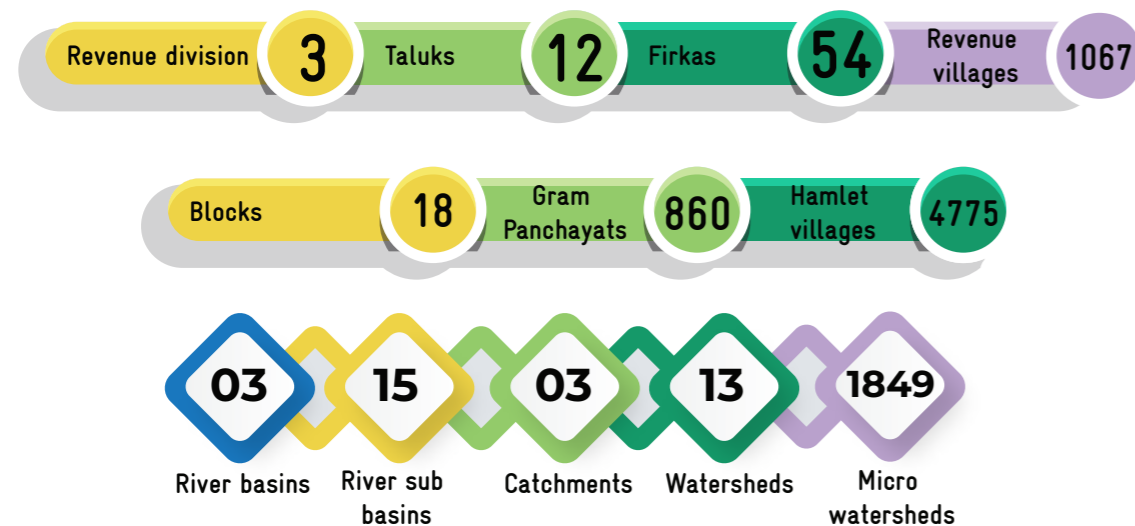 Revenue division 3 Taluks 12 Firkas 54 Revenue villages 1067
Blocks 18 Gram Panchayats 860 Hamlet villages 4775
03 15 03 13 1849
River basins River sub basins Catchments Watersheds Micro watersheds